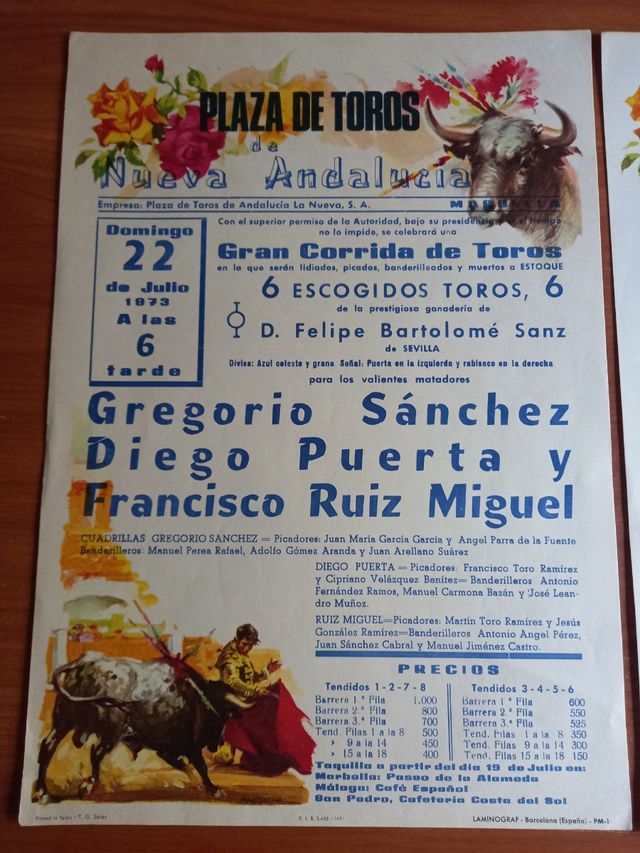 PLAZA DE TOROS
de
Nueva Andalucía
Empresa: Plaza de Toros de Andalucía La Nueva, S. A. MARBELLA
Domingo
22
de Julio
1973
A las
6
tarde
Con el superior permiso de la Autoridad, bajo su presidencia y si el tiempo
no lo impide, se celebrará una
Gran Corrida de Toros
en la que serán lidiados, picados, banderilleados y muertos a ESTOQUE
6 ESCOGIDOS TOROS, 6
de la prestigiosa ganadería de
D. Felipe Bartolomé Sanz
de SEVILLA
Divisa: Azul celeste y grana Señal: Puerta en la izquierda y rabisaco en la derecha
para los valientes matadores
Gregorio Sánchez
Diego Puerta y
Francisco Ruiz Miguel
CUADRILLAS GREGORIO SANCHEZ = Picadores: Juan María García García y Angel Parra de la Fuente
Banderilleros: Manuel Perea Rafael, Adolfo Gómez Aranda y Juan Arellano Suárez
DIEGO PUERTA = Picadores: Francisco Toro Ramírez
y Cipriano Velázquez Benítez = Banderilleros Antonio
Fernández Ramos, Manuel Carmona Bazán y José Lean-
dro Muñoz.
RUIZ MIGUEL = Picadores: Martín Toro Ramirez y Jesús
González Ramírez = Banderilleros Antonio Angel Pérez,
Juan Sánchez Cabral y Manuel Jiménez Castro.
PRECIOS
Tendidos 1-2-7-8
Barrera 1.ª Fila 1,000
Barrera 2.ª Fila 800
Barrera 3.ª Fila 700
Tend. Filas 1 a la 8 500
» 9 a la 14 450
» 15 a la 18 400
Tendidos 3-4-5-6
Barrera 1.ª Fila 600
Barrera 2.ª Fila 550
Barrera 3.ª Fila 525
Tend. Filas 1 a la 8 350
Tend. Filas 9 a la 14 300
Tend. Filas 15 a la 18 150
Taquilla a partir del dia 19 de Julio en:
Marbella: Paseo de la Alameda
Málaga: Café Español
San Pedro, Cafetería Costa del Sol
Printed in Spain - T. G. Soler
LAMINOGRAF - Barcelona (España) - PM-1